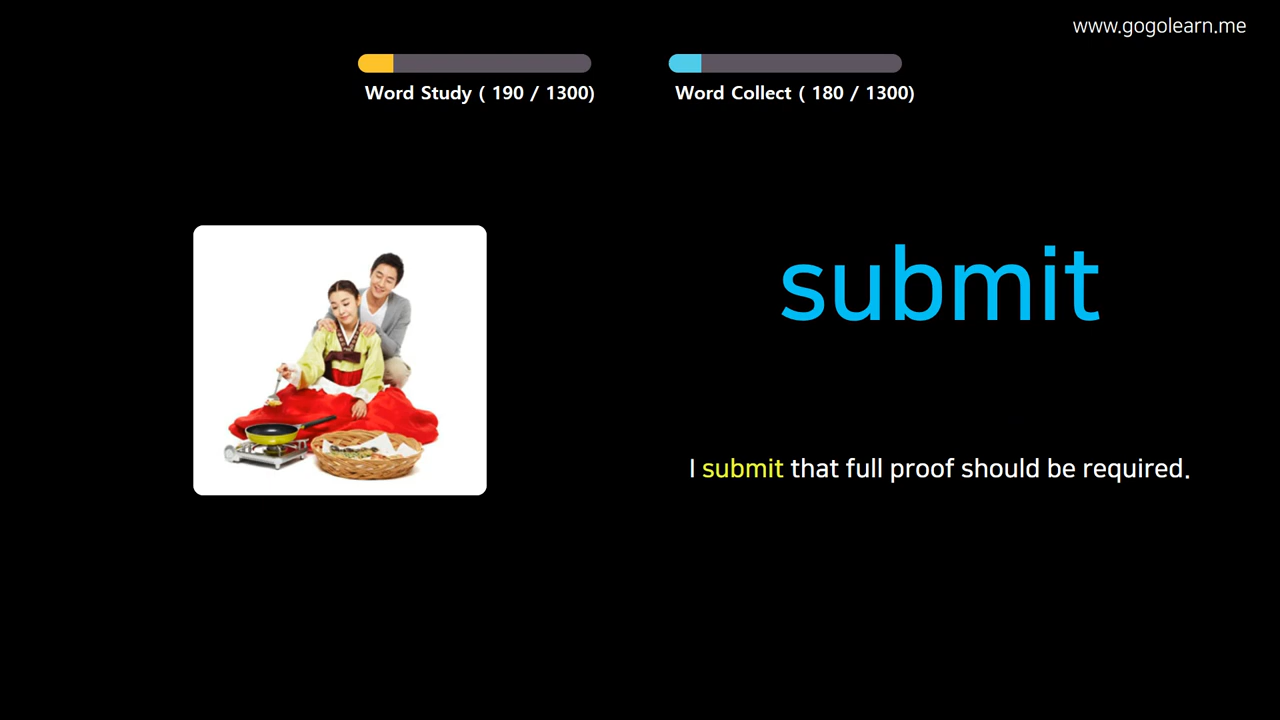 www.gogolearn.me
Word Study ( 190 / 1300)
Word Collect ( 180 / 1300)
submit
I submit that full proof should be required.